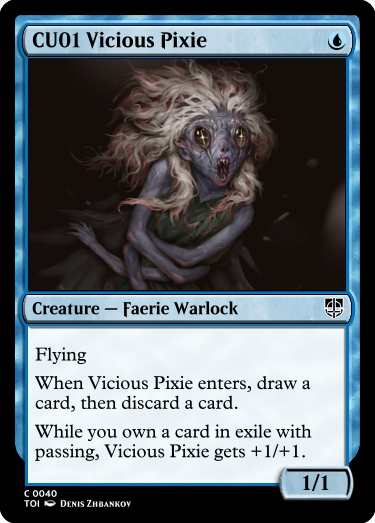 CU01 Vicious Pixie
Creature — Faerie Warlock
Flying
When Vicious Pixie enters, draw a
card, then discard a card.
While you own a card in exile with
passing, Vicious Pixie gets +1/+1.
1/1
C 0040
TOI Denis Zhbankov